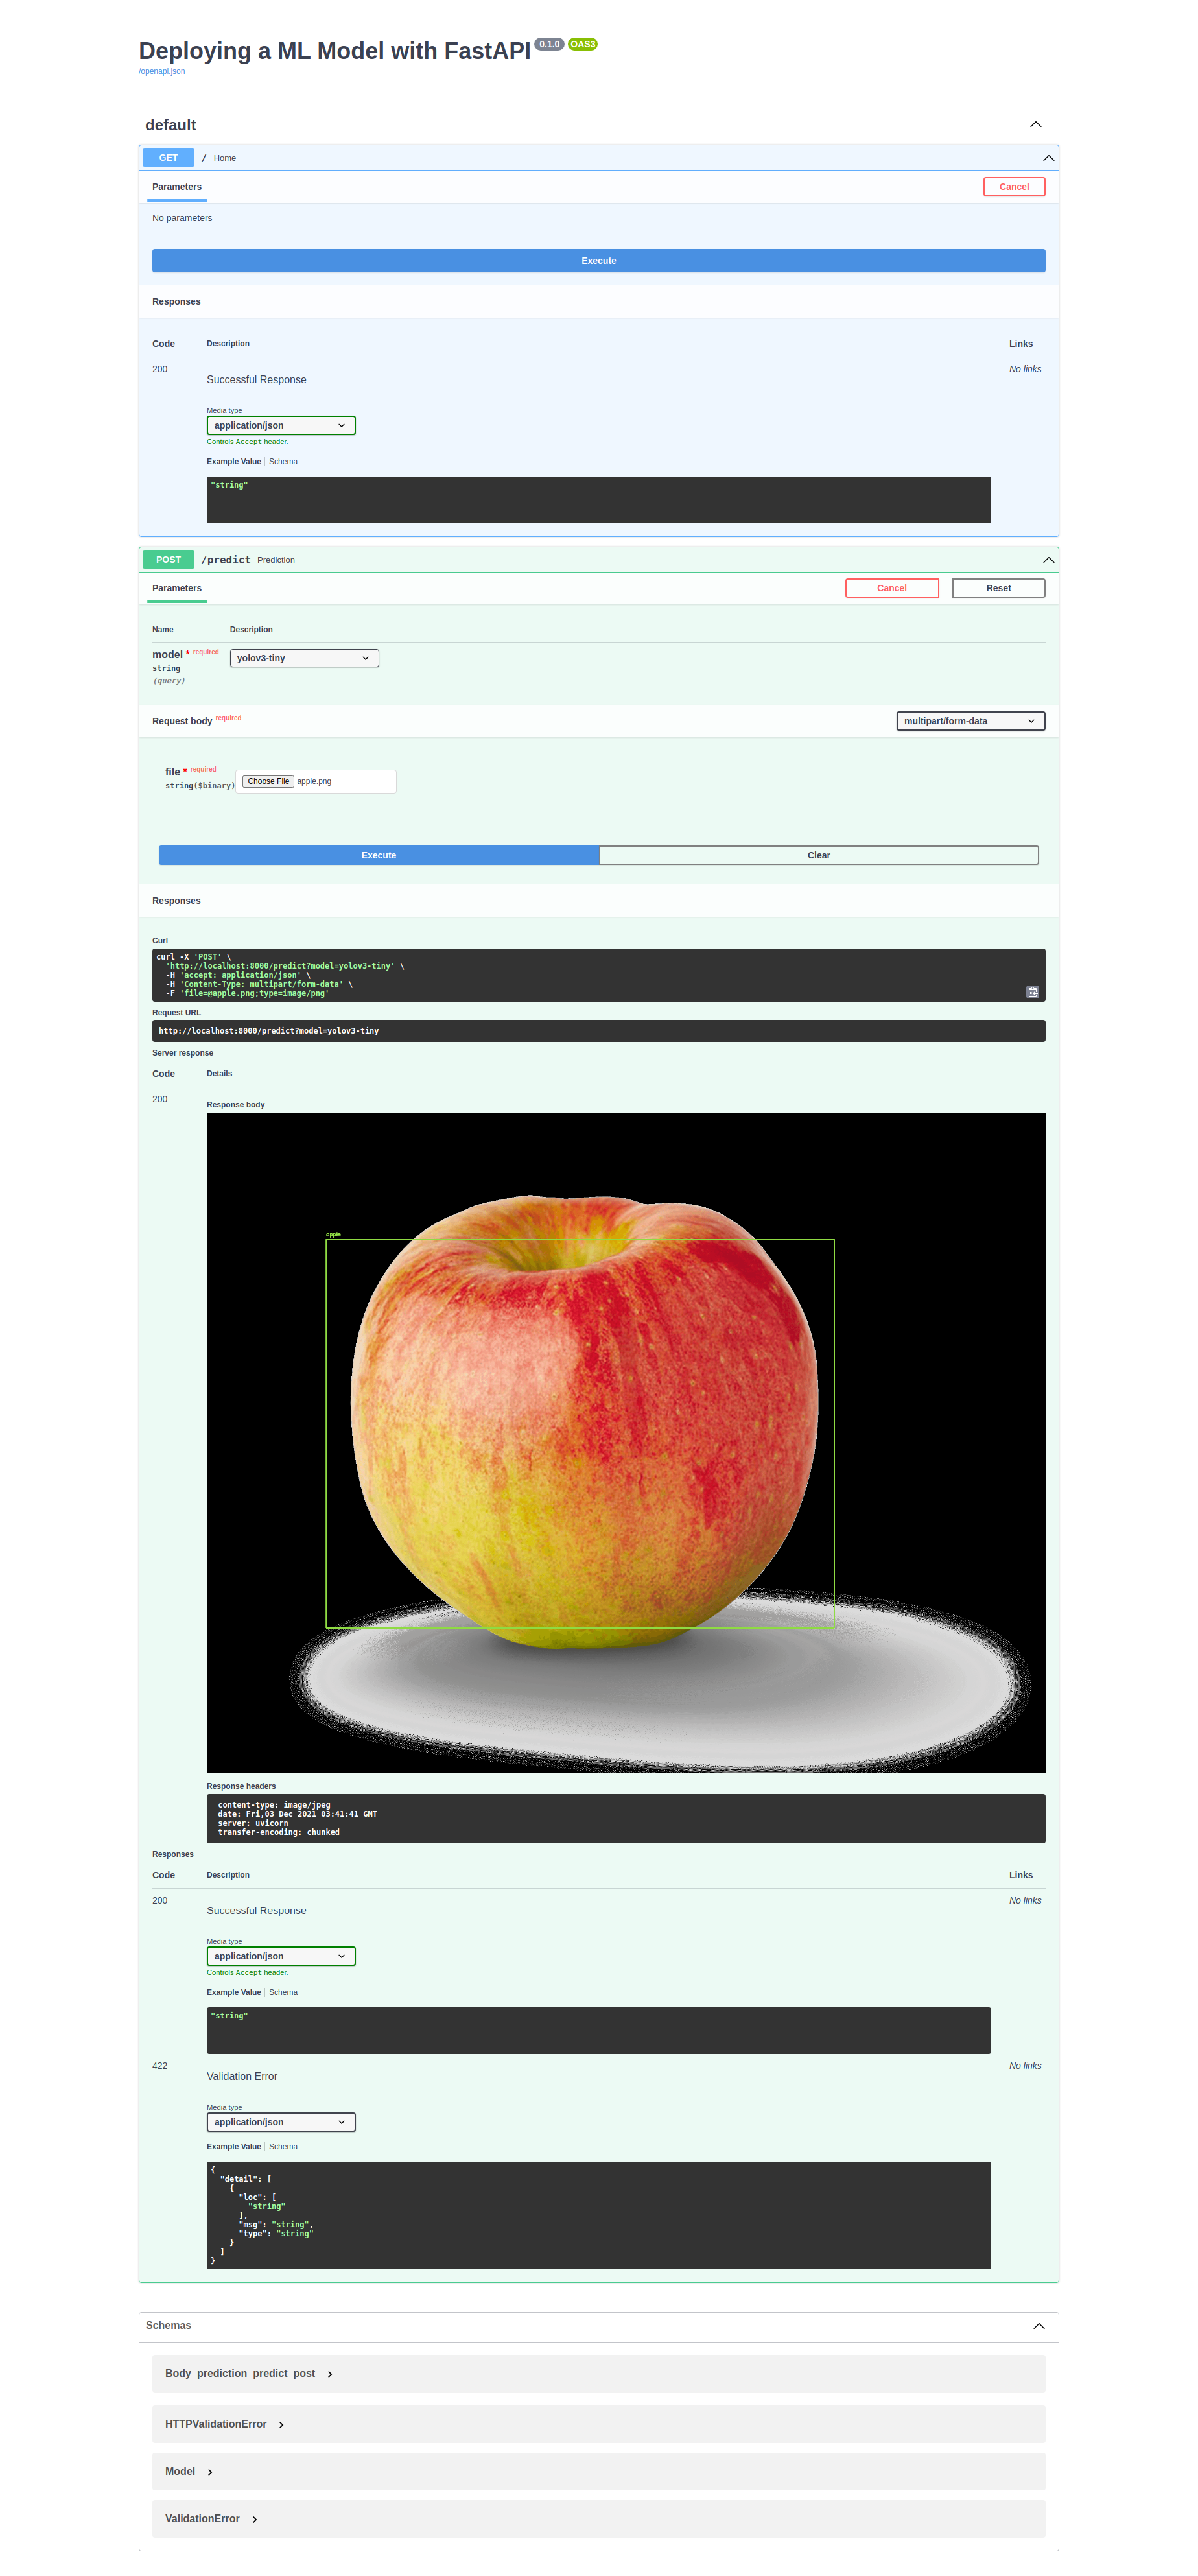 Deploying a ML Model with FastAPI 0.1.0 OAS3
/openapi.json
default
GET / Home
Parameters Cancel
No parameters
Execute
Responses
Code Description Links
200 No links
Successful Response
Media type
application/json
Controls Accept header.
Example Value Schema
"string"
POST /predict Prediction
Parameters Cancel Reset
Name Description
model * required yolov3-tiny
string
(query)
Request body required multipart/form-data
file * required
string($binary) Choose File apple.png
Execute Clear
Responses
Curl
curl -X 'POST' \
'http://localhost:8000/predict?model=yolov3-tiny' \
-H 'accept: application/json' \
-H 'Content-Type: multipart/form-data' \
-F 'file=@apple.png;type=image/png'
Request URL
http://localhost:8000/predict?model=yolov3-tiny
Server response
Code Details
200
Response body
apple
Response headers
content-type: image/jpeg
date: Fri,03 Dec 2021 03:41:41 GMT
server: uvicorn
transfer-encoding: chunked
Responses
Code Description Links
200 No links
Successful Response
Media type
application/json
Controls Accept header.
Example Value Schema
"string"
422 No links
Validation Error
Media type
application/json
Example Value Schema
{
"detail": [
{
"loc": [
"string"
],
"msg": "string",
"type": "string"
}
]
}
Schemas
Body_prediction_predict_post
HTTPValidationError
Model
ValidationError